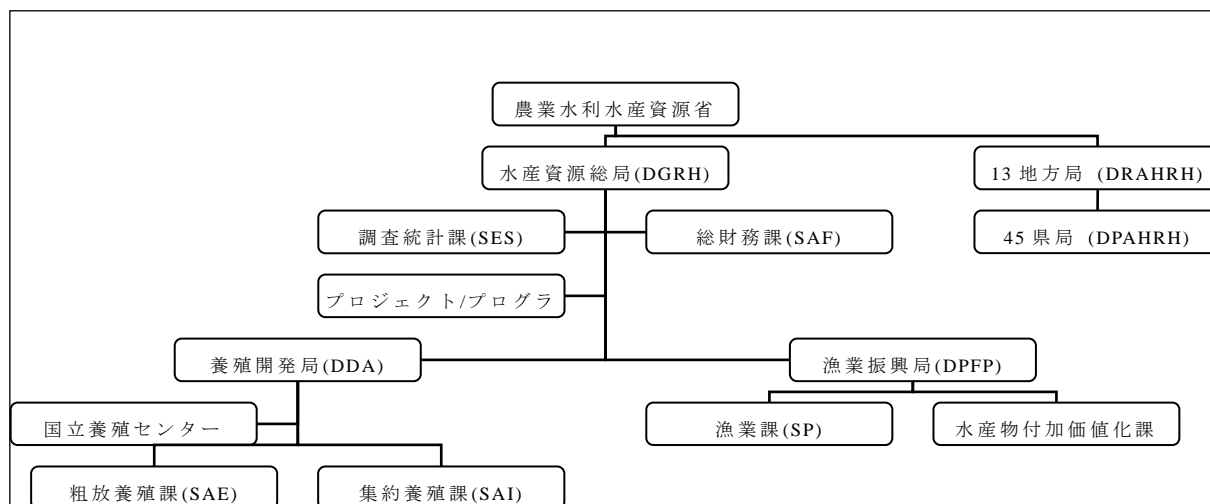 農業水利水産資源省
水産資源総局(DGRH)
13 地方局 (DRAHRH)
調査統計課(SES)
総財務課(SAF)
45 県局 (DPAHRH)
プロジェクト/プログラ
養殖開発局(DDA)
漁業振興局(DPFP)
国立養殖センター
漁業課(SP)
水産物付加価値化課
粗放養殖課(SAE)
集約養殖課(SAI)